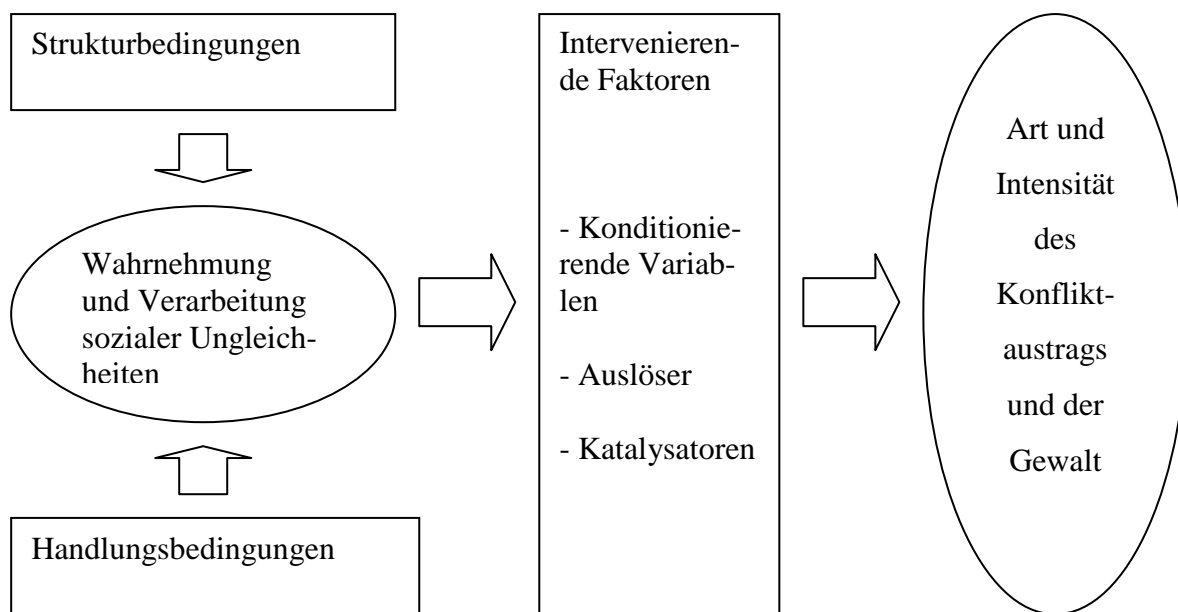 Strukturbedingungen
Wahrnehmung
und Verarbeitung
sozialer Ungleich-
heiten
Handlungsbedingungen
Intervenieren-
de Faktoren
- Konditionie-
rende Variab-
len
- Auslöser
- Katalysatoren
Art und
Intensität
des
Konflikt-
austrags
und der
Gewalt